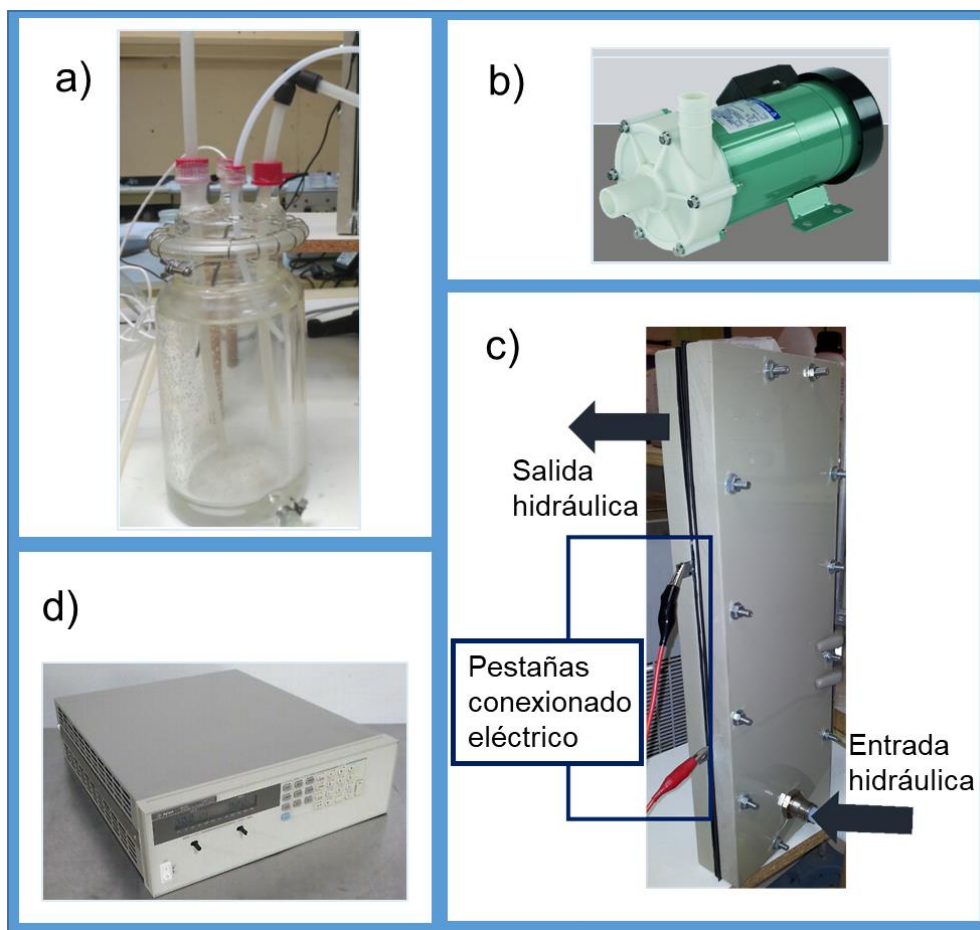 a)
b)
c)
Salida
hidráulica
Pestañas
conexionado
eléctrico
Entrada
hidráulica
d)